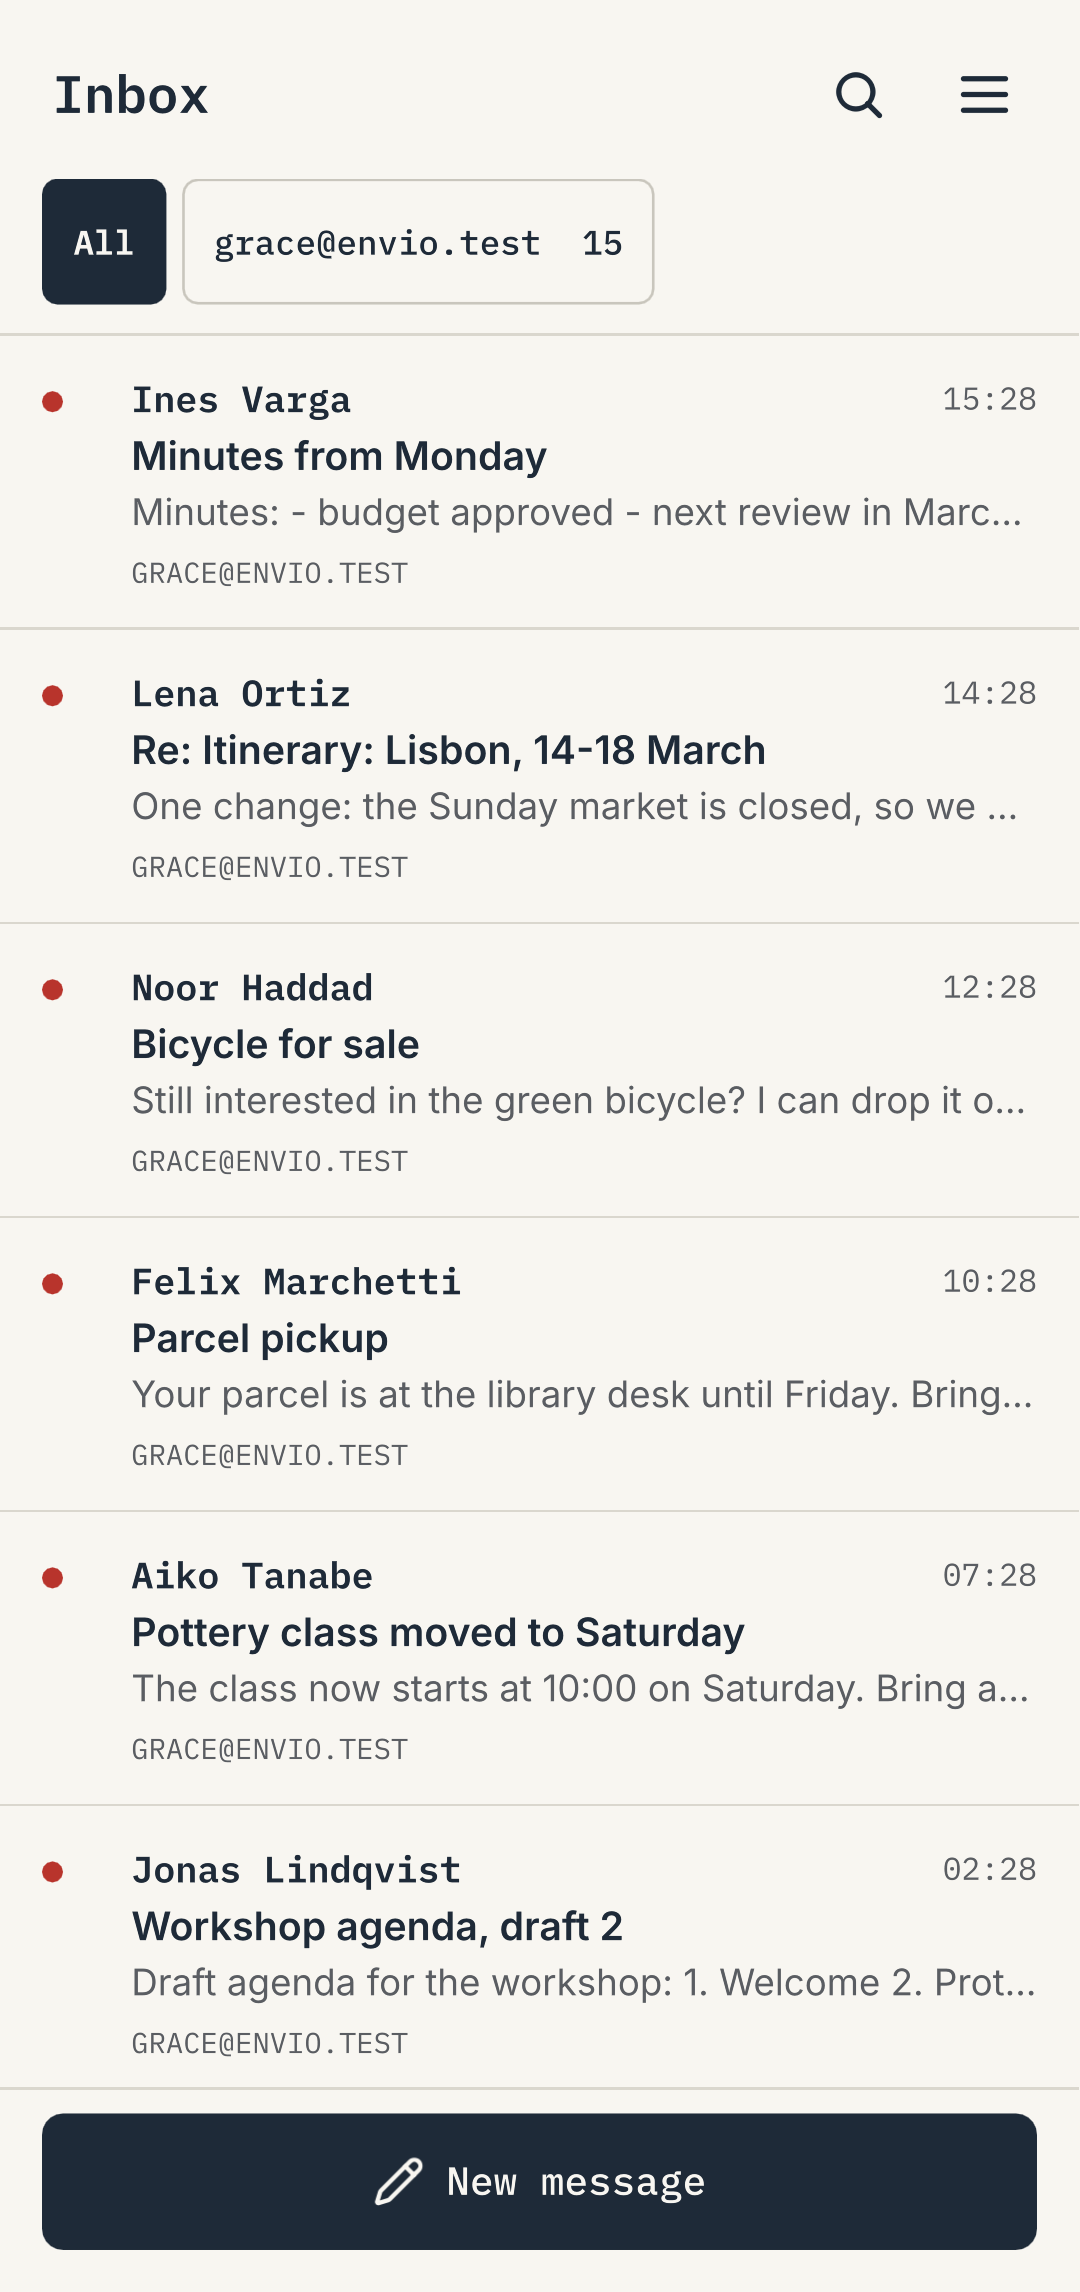 Inbox
All
grace@envio.test 15
Ines Varga 15:28
Minutes from Monday
Minutes: - budget approved - next review in Marc...
GRACE@ENVIO.TEST
Lena Ortiz 14:28
Re: Itinerary: Lisbon, 14-18 March
One change: the Sunday market is closed, so we ...
GRACE@ENVIO.TEST
Noor Haddad 12:28
Bicycle for sale
Still interested in the green bicycle? I can drop it o...
GRACE@ENVIO.TEST
Felix Marchetti 10:28
Parcel pickup
Your parcel is at the library desk until Friday. Bring...
GRACE@ENVIO.TEST
Aiko Tanabe 07:28
Pottery class moved to Saturday
The class now starts at 10:00 on Saturday. Bring a...
GRACE@ENVIO.TEST
Jonas Lindqvist 02:28
Workshop agenda, draft 2
Draft agenda for the workshop: 1. Welcome 2. Prot...
GRACE@ENVIO.TEST
New message